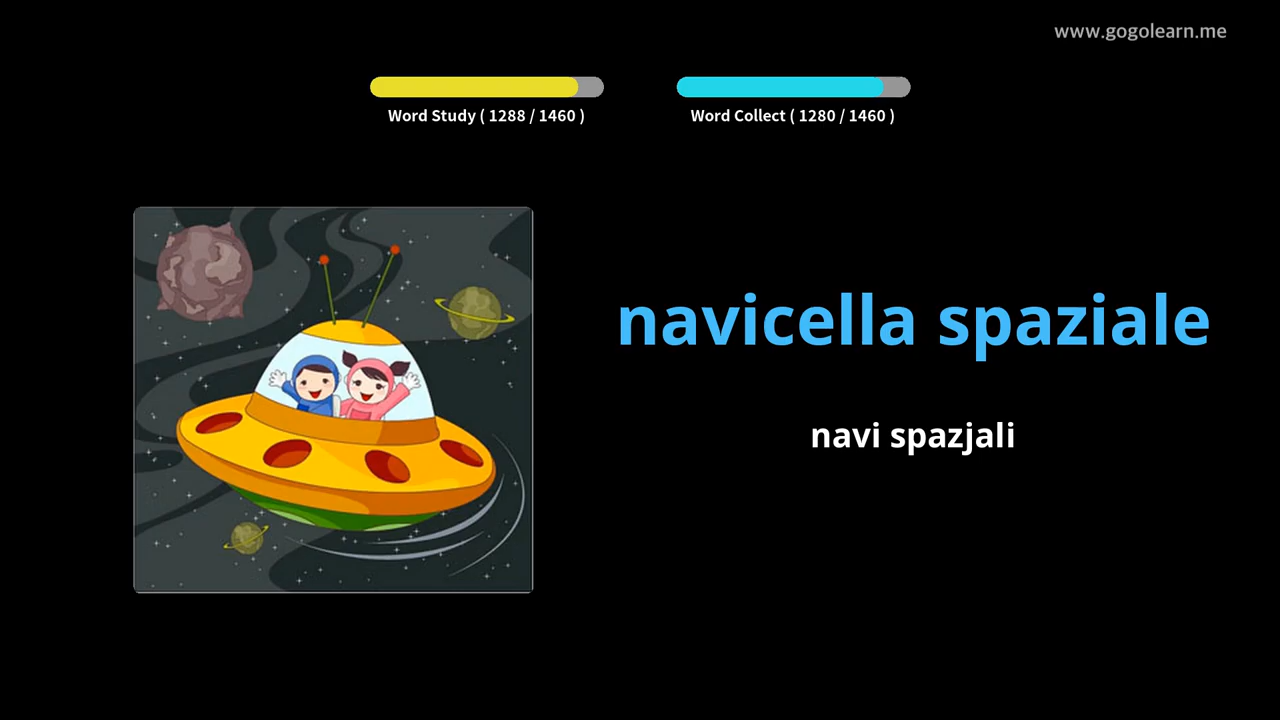 www.gogolearn.me
Word Study ( 1288 / 1460 )
Word Collect ( 1280 / 1460 )
navicella spaziale
navi spazjali